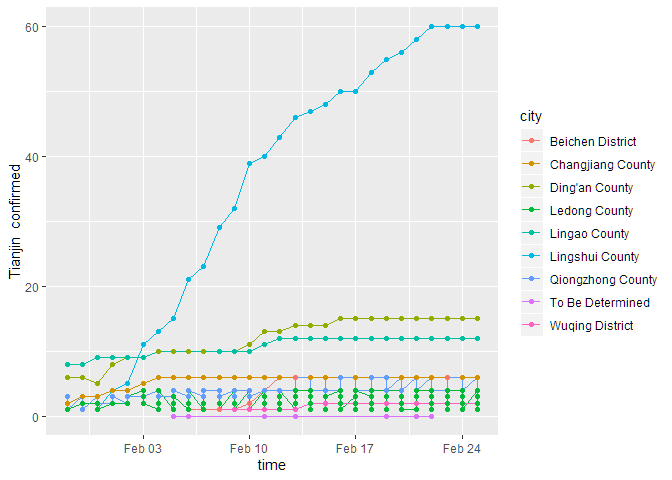 60
40
20
0
Tianjin confirmed
Feb 03
Feb 10
Feb 17
Feb 24
time
city
Beichen District
Changjiang County
Ding'an County
Ledong County
Lingao County
Lingshui County
Qiongzhong County
To Be Determined
Wuqing District